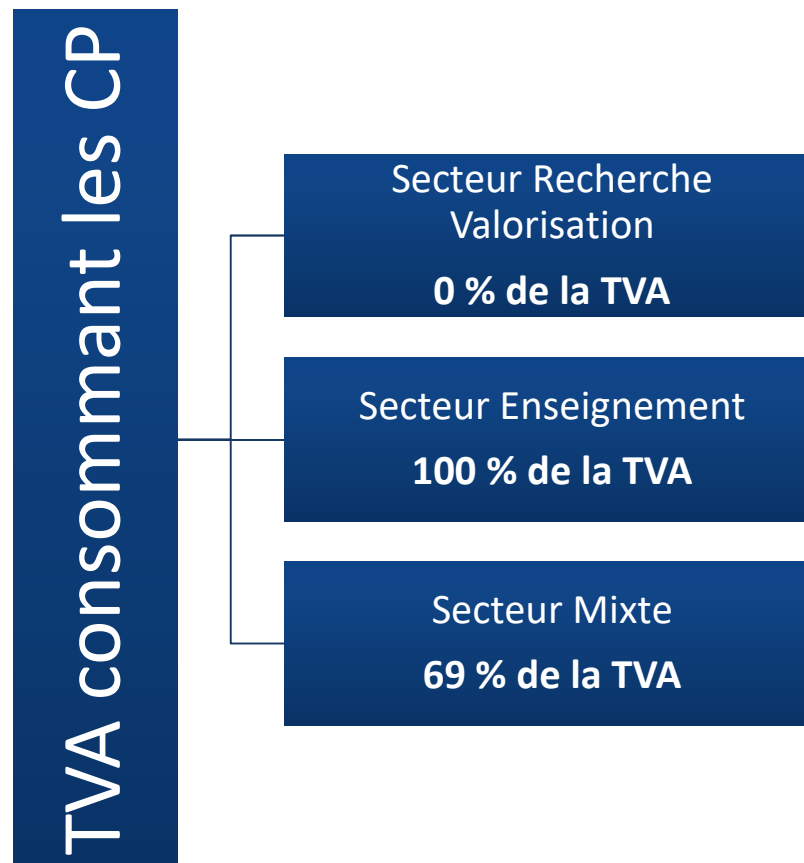 TVA consommant les CP
Secteur Recherche
Valorisation
0 % de la TVA
Secteur Enseignement
100 % de la TVA
Secteur Mixte
69 % de la TVA